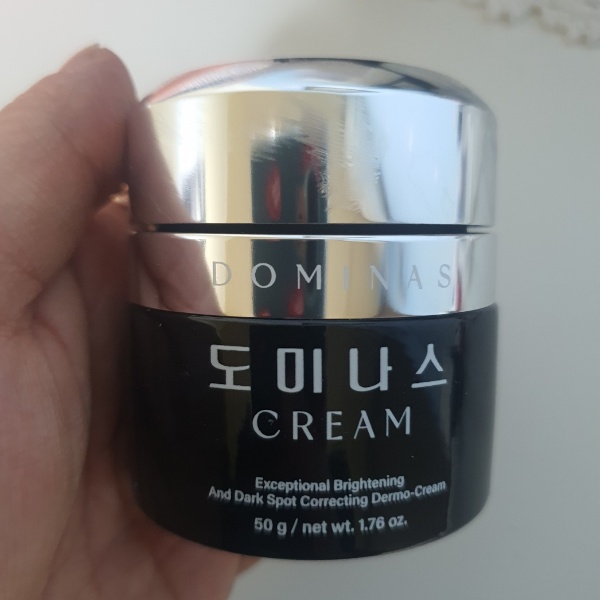 DOMINAS
도미나스
CREAM
Exceptional Brightening
And Dark Spot Correcting Dermo-Cream
50 g / net wt. 1.76 oz.